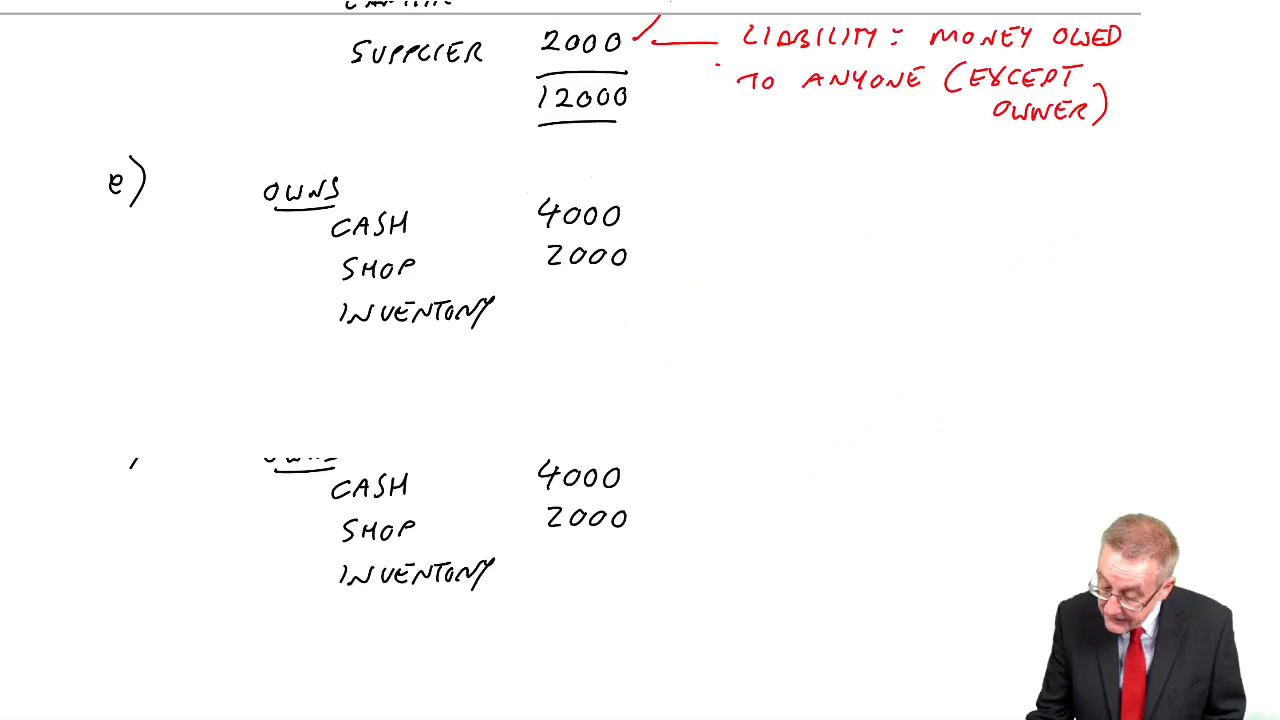 SUPPLIER 2000
LIABILITY: MONEY OWED
TO ANYONE (EXCEPT
OWNER)
12000
e)
OWNS
CASH 4000
SHOP 2000
INVENTORY
CASH 4000
SHOP 2000
INVENTORY